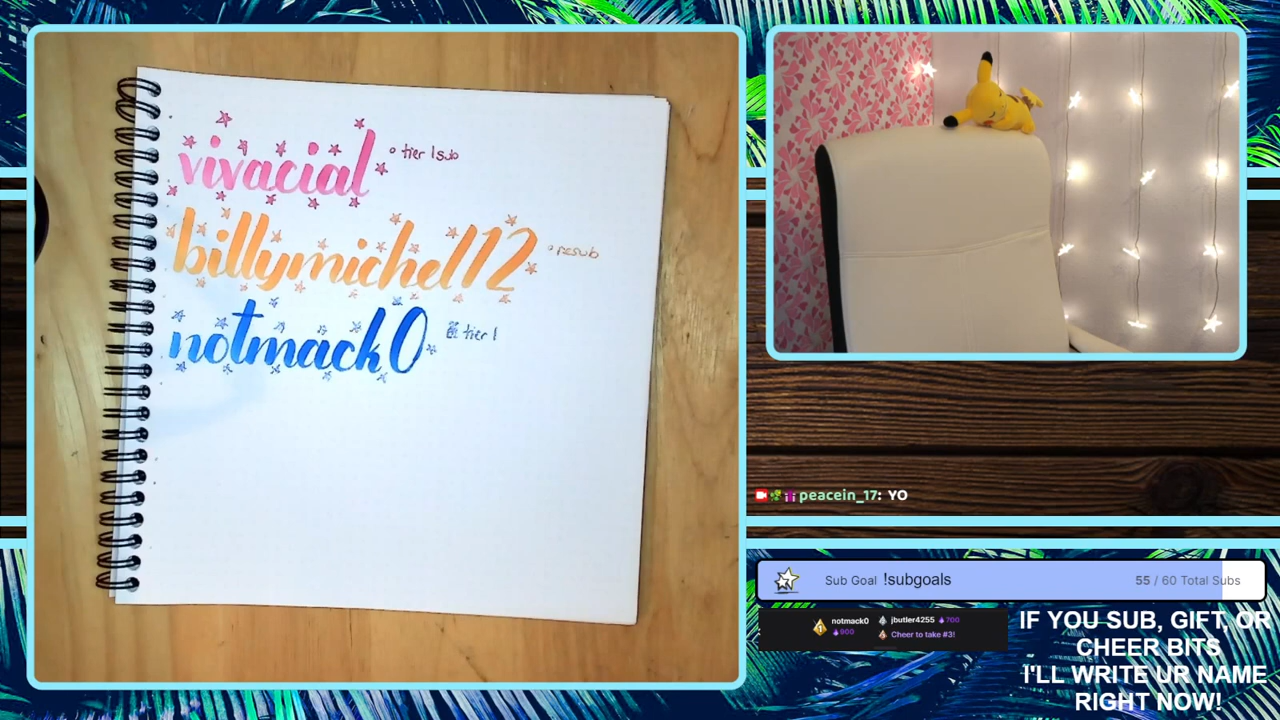 vivacial ° tier 1 sub
billymichel12 ° resub
notmack0 tier 1
peacein_17: YO
Sub Goal !subgoals 55 / 60 Total Subs
1 notmack0 900
jbutler4255 700
Cheer to take #3!
IF YOU SUB, GIFT, OR
CHEER BITS
I'LL WRITE UR NAME
RIGHT NOW!